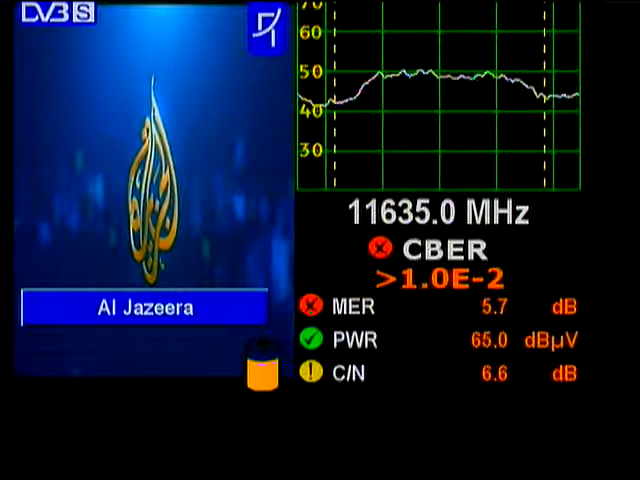 DVB S
70
60
50
40
30
11635.0 MHz
CBER
>1.0E-2
Al Jazeera
MER 5.7 dB
PWR 65.0 dBµV
C/N 6.6 dB